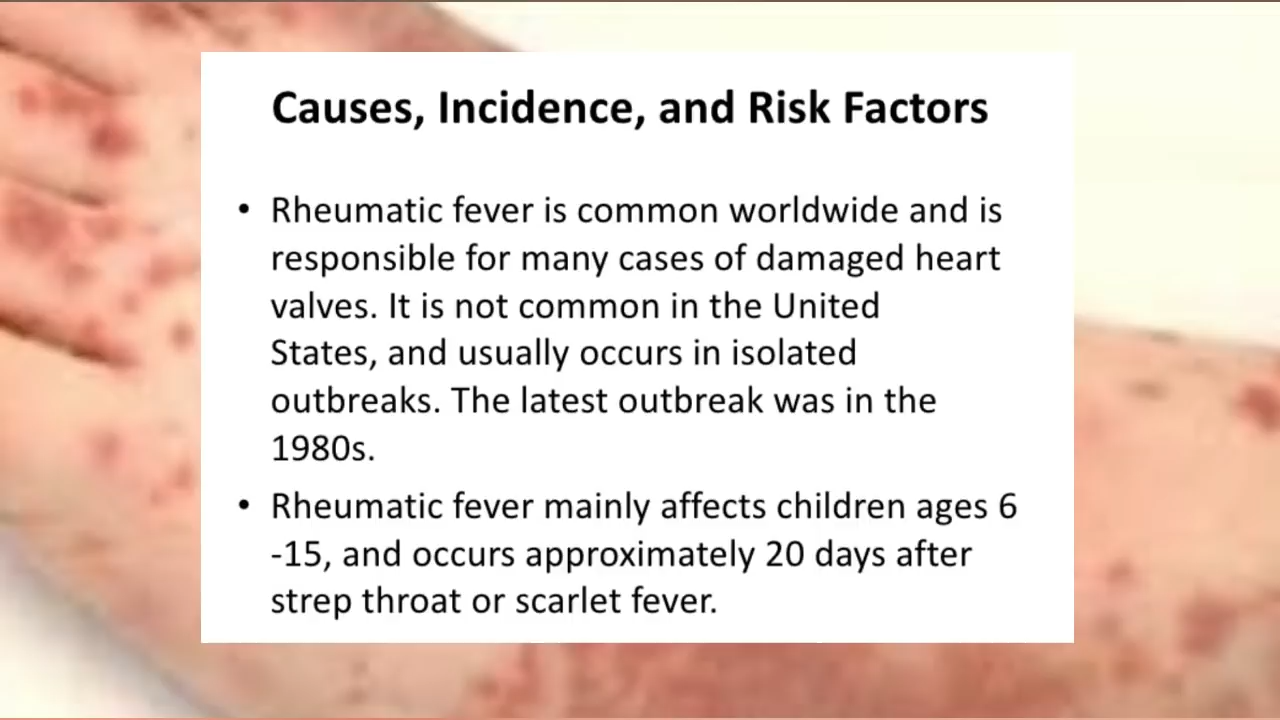 Causes, Incidence, and Risk Factors
• Rheumatic fever is common worldwide and is
responsible for many cases of damaged heart
valves. It is not common in the United
States, and usually occurs in isolated
outbreaks. The latest outbreak was in the
1980s.
• Rheumatic fever mainly affects children ages 6
-15, and occurs approximately 20 days after
strep throat or scarlet fever.